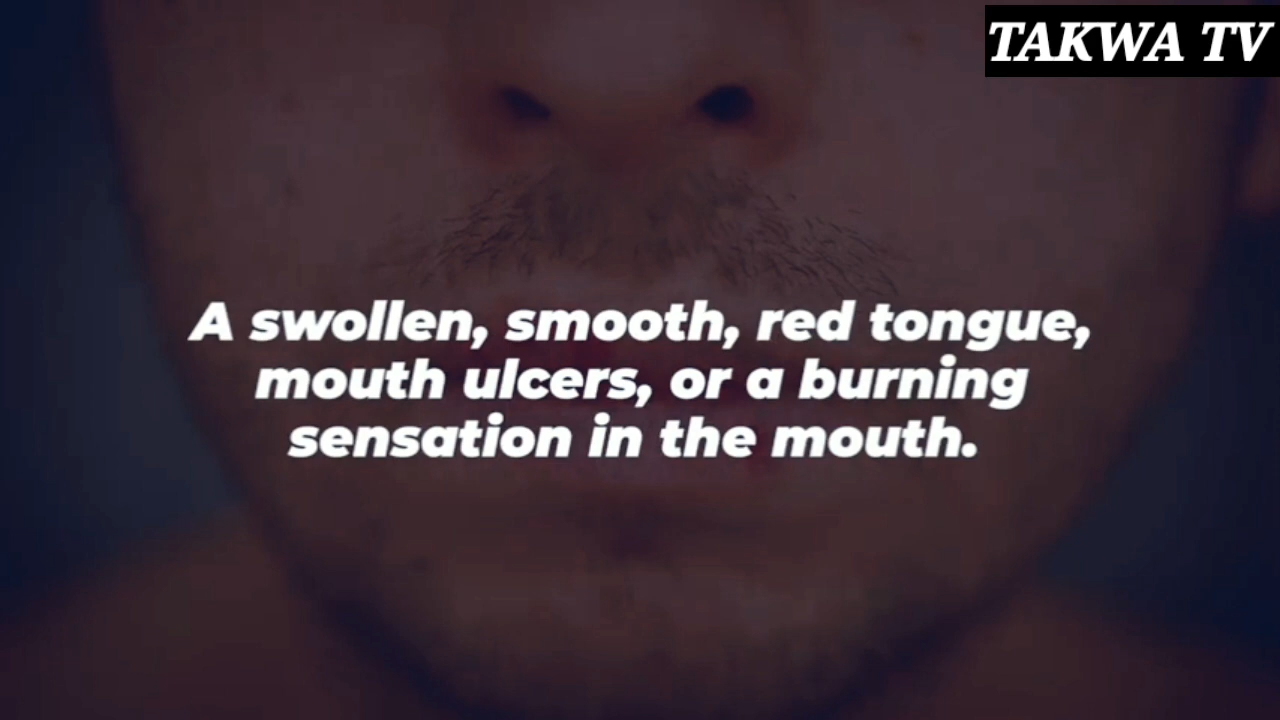 TAKWA TV
A swollen, smooth, red tongue,
mouth ulcers, or a burning
sensation in the mouth.